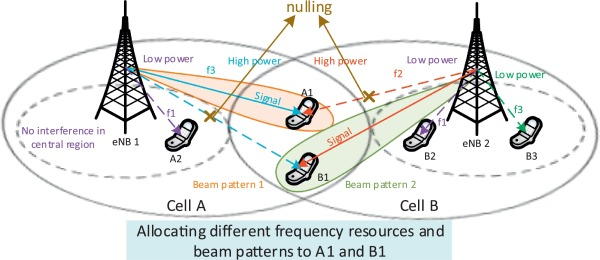 nulling
Low power
f3
High power
High power
Low power
f2
Low power
A1
Signal
f1
f1
f3
No interference in
central region
eNB 1
A2
Signal
B2
eNB 2
B3
B1
Beam pattern 1
Beam pattern 2
Cell A
Cell B
Allocating different frequency resources and
beam patterns to A1 and B1